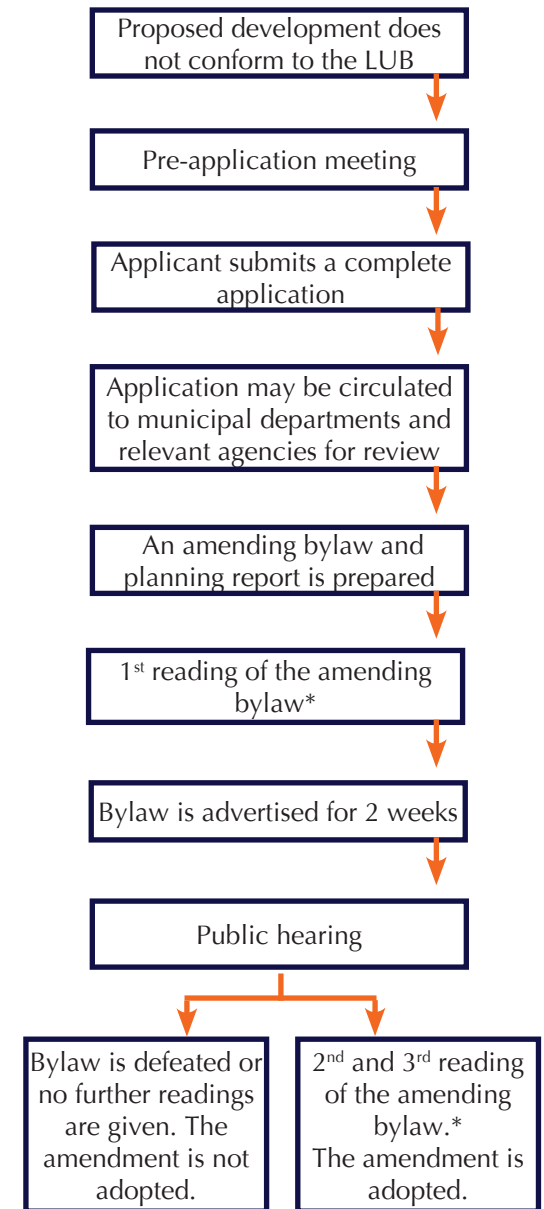 Proposed development does
not conform to the LUB
Pre-application meeting
Applicant submits a complete
application
Application may be circulated
to municipal departments and
relevant agencies for review
An amending bylaw and
planning report is prepared
1st reading of the amending
bylaw*
Bylaw is advertised for 2 weeks
Public hearing
Bylaw is defeated or
no further readings
are given. The
amendment is not
adopted.
2nd and 3rd reading
of the amending
bylaw.*
The amendment is
adopted.